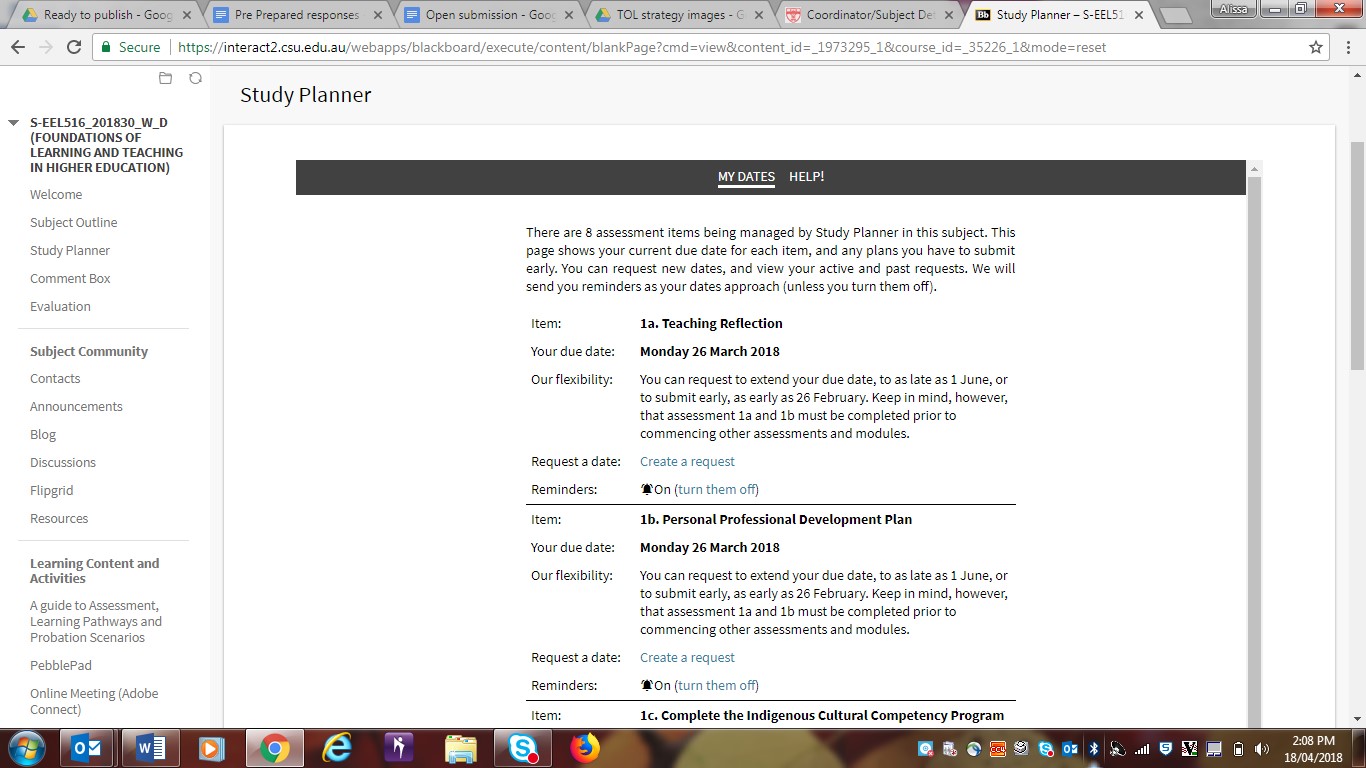 Ready to publish - Goog
Pre Prepared responses
Open submission - Goog
TOL strategy images - G
Coordinator/Subject Det
Study Planner – S-EEL51
Alissa
Secure
https://interact2.csu.edu.au/webapps/blackboard/execute/content/blankPage?cmd=view&content_id=_1973295_1&course_id=_35226_1&mode=reset
S-EEL516_201830_W_D
(FOUNDATIONS OF
LEARNING AND TEACHING
IN HIGHER EDUCATION)
Welcome
Subject Outline
Study Planner
Comment Box
Evaluation
Subject Community
Contacts
Announcements
Blog
Discussions
Flipgrid
Resources
Learning Content and
Activities
A guide to Assessment,
Learning Pathways and
Probation Scenarios
PebblePad
Online Meeting (Adobe
Connect)
Study Planner
MY DATES HELP!
There are 8 assessment items being managed by Study Planner in this subject. This
page shows your current due date for each item, and any plans you have to submit
early. You can request new dates, and view your active and past requests. We will
send you reminders as your dates approach (unless you turn them off).
Item: 1a. Teaching Reflection
Your due date: Monday 26 March 2018
Our flexibility: You can request to extend your due date, to as late as 1 June, or
to submit early, as early as 26 February. Keep in mind, however,
that assessment 1a and 1b must be completed prior to
commencing other assessments and modules.
Request a date: Create a request
Reminders: On (turn them off)
Item: 1b. Personal Professional Development Plan
Your due date: Monday 26 March 2018
Our flexibility: You can request to extend your due date, to as late as 1 June, or
to submit early, as early as 26 February. Keep in mind, however,
that assessment 1a and 1b must be completed prior to
commencing other assessments and modules.
Request a date: Create a request
Reminders: On (turn them off)
Item: 1c. Complete the Indigenous Cultural Competency Program
2:08 PM
18/04/2018